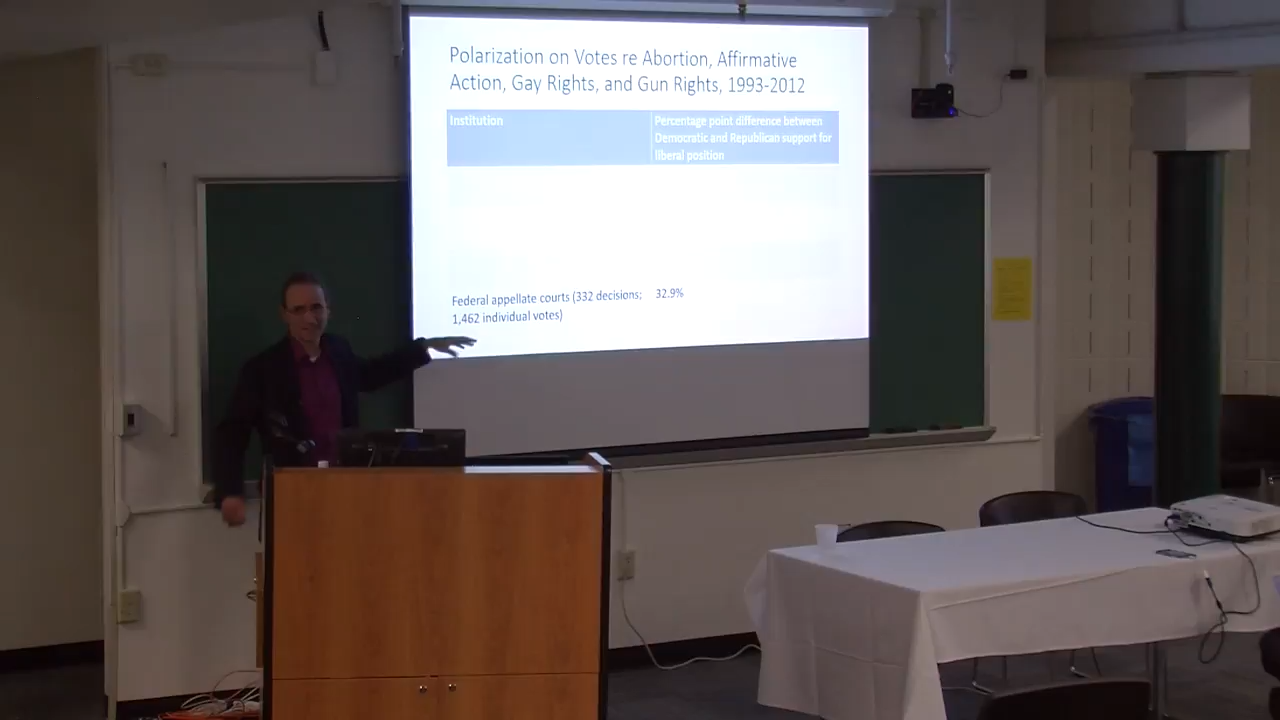 Polarization on Votes re Abortion, Affirmative
Action, Gay Rights, and Gun Rights, 1993-2012
Institution
Percentage point difference between
Democratic and Republican support for
liberal position
Federal appellate courts (332 decisions;
1,462 individual votes)
32.9%